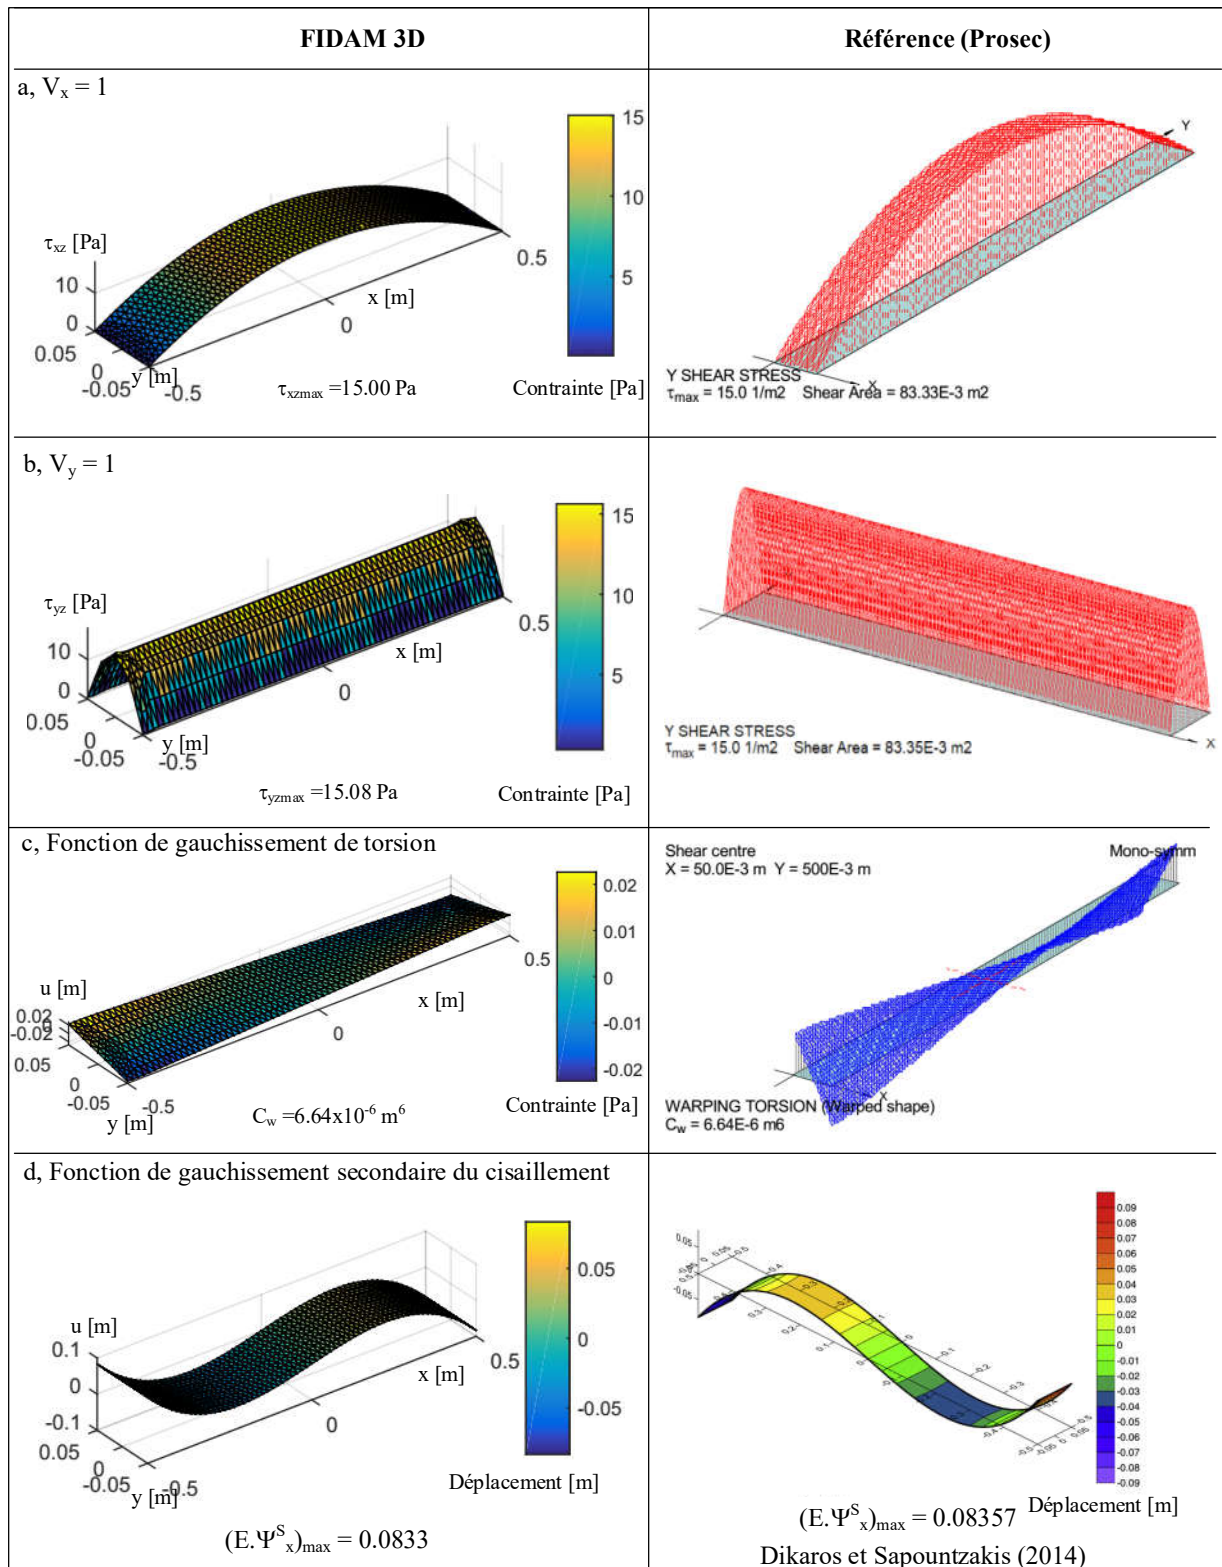 FIDAM 3D
Référence (Prosec)
a, Vx = 1
15
10
5
τxz [Pa]
10
0
0.05
0
-0.05
y [m]
-0.5
x [m]
0
0.5
τxzmax =15.00 Pa
Contrainte [Pa]
Y
X
Y SHEAR STRESS
τmax = 15.0 1/m2 Shear Area = 83.33E-3 m2
b, Vy = 1
15
10
5
τyz [Pa]
10
0
0.05
0
-0.05
y [m]
-0.5
x [m]
0
0.5
τyzmax =15.08 Pa
Contrainte [Pa]
X
Y SHEAR STRESS
τmax = 15.0 1/m2 Shear Area = 83.35E-3 m2
c, Fonction de gauchissement de torsion
0.02
0.01
0
-0.01
-0.02
u [m]
0.02
0
-0.02
0.05
0
-0.05
y [m]
-0.5
x [m]
0
0.5
Cw =6.64x10-6 m6
Contrainte [Pa]
Shear centre
X = 50.0E-3 m Y = 500E-3 m
Mono-symm
X
WARPING TORSION (Warped shape)
Cw = 6.64E-6 m6
d, Fonction de gauchissement secondaire du cisaillement
0.05
0
-0.05
u [m]
0.1
0
-0.1
0.05
0
-0.05
y [m]
-0.5
x [m]
0
0.5
Déplacement [m]
(E.ΨSx)max = 0.0833
0.09
0.08
0.07
0.06
0.05
0.04
0.03
0.02
0.01
0
-0.01
-0.02
-0.03
-0.04
-0.05
-0.06
-0.07
-0.08
-0.09
Déplacement [m]
(E.ΨSx)max = 0.08357
Dikaros et Sapountzakis (2014)